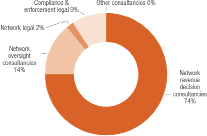 Compliance &
enforcement legal 9%
Other consultancies 0%
Network legal 2%
Network
oversight
consultancies
14%
Network
revenue
decision
consultancies
74%